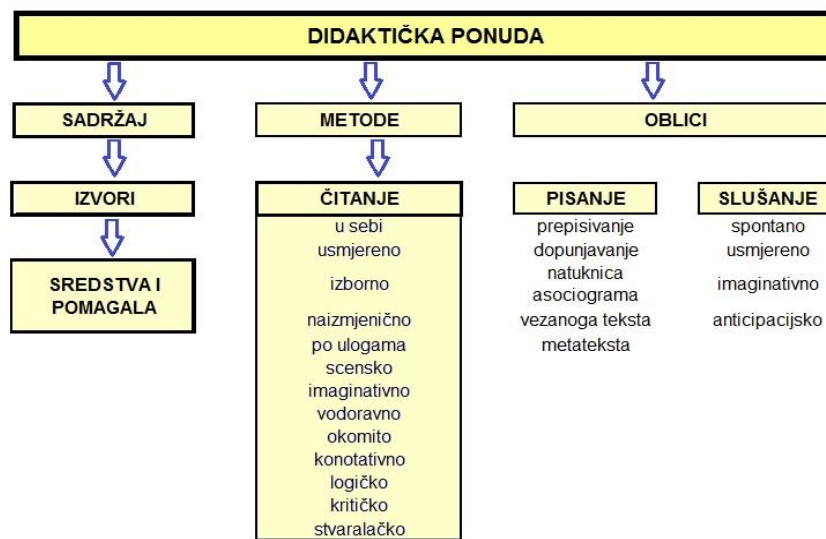 DIDAKTIČKA PONUDA
SADRŽAJ
METODE
OBLICI
IZVORI
ČITANJE
PISANJE
SLUŠANJE
SREDSTVA I
POMAGALA
u sebi
usmjereno
izborno
naizmjenično
po ulogama
scensko
imaginativno
vodoravno
okomito
konotativno
logičko
kritičko
stvaralačko
prepisivanje
dopunjavanje
natuknica
asociograma
vezanoga teksta
metateksta
spontano
usmjereno
imaginativno
anticipacijsko